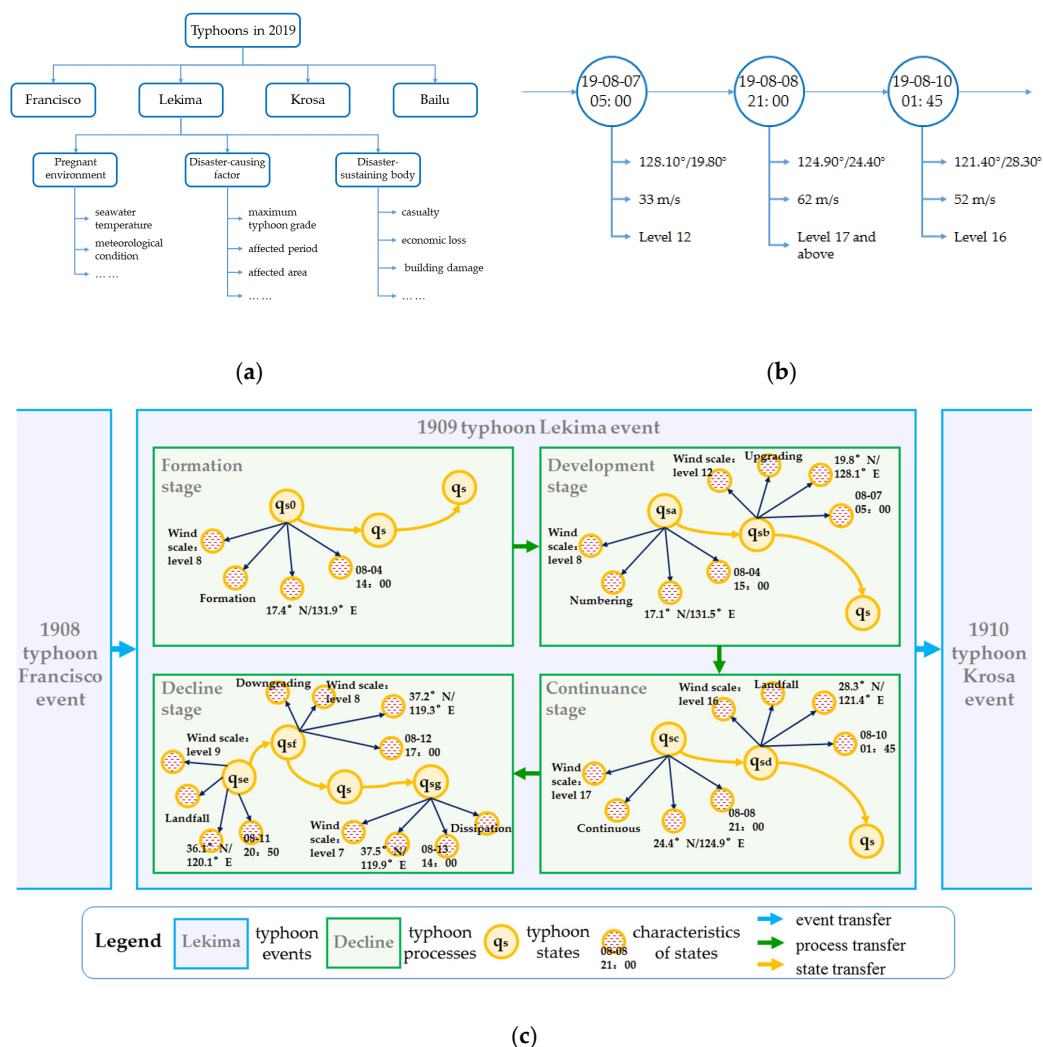 Typhoons in 2019
Francisco
Lekima
Krosa
Bailu
Pregnant
environment
Disaster-causing
factor
Disaster-
sustaining body
seawater
temperature
meteorological
condition
… …
maximum
typhoon grade
affected period
affected area
… …
casualty
economic loss
building damage
… …
(a)
19-08-07
05: 00
19-08-08
21: 00
19-08-10
01: 45
128.10°/19.80°
33 m/s
Level 12
124.90°/24.40°
62 m/s
Level 17 and
above
121.40°/28.30°
52 m/s
Level 16
(b)
1908
typhoon
Francisco
event
1909 typhoon Lekima event
Formation
stage
qs0
qs
qs
Wind
scale:
level 8
Formation
17.4° N/131.9° E
08-04
14: 00
Development
stage
Wind scale:
level 12
Upgrading
19.8° N/
128.1° E
08-07
05: 00
qsa
qsb
qs
Wind
scale:
level 8
Numbering
17.1° N/131.5° E
08-04
15: 00
1910
typhoon
Krosa
event
Decline
stage
Downgrading
Wind scale:
level 8
37.2° N/
119.3° E
08-12
17: 00
Wind scale:
level 9
qsf
qse
qs
qsg
Landfall
36.1° N/
120.1° E
08-11
20: 50
Wind
scale:
level 7
37.5° N/
119.9° E
08-13
14: 00
Dissipation
Continuance
stage
Wind scale:
level 16
Landfall
28.3° N/
121.4° E
08-10
01: 45
qsc
qsd
qs
Wind
scale:
level 17
Continuous
24.4° N/124.9° E
08-08
21: 00
Legend
Lekima
typhoon
events
Decline
typhoon
processes
qs
typhoon
states
08-08
21: 00
characteristics
of states
event transfer
process transfer
state transfer
(c)